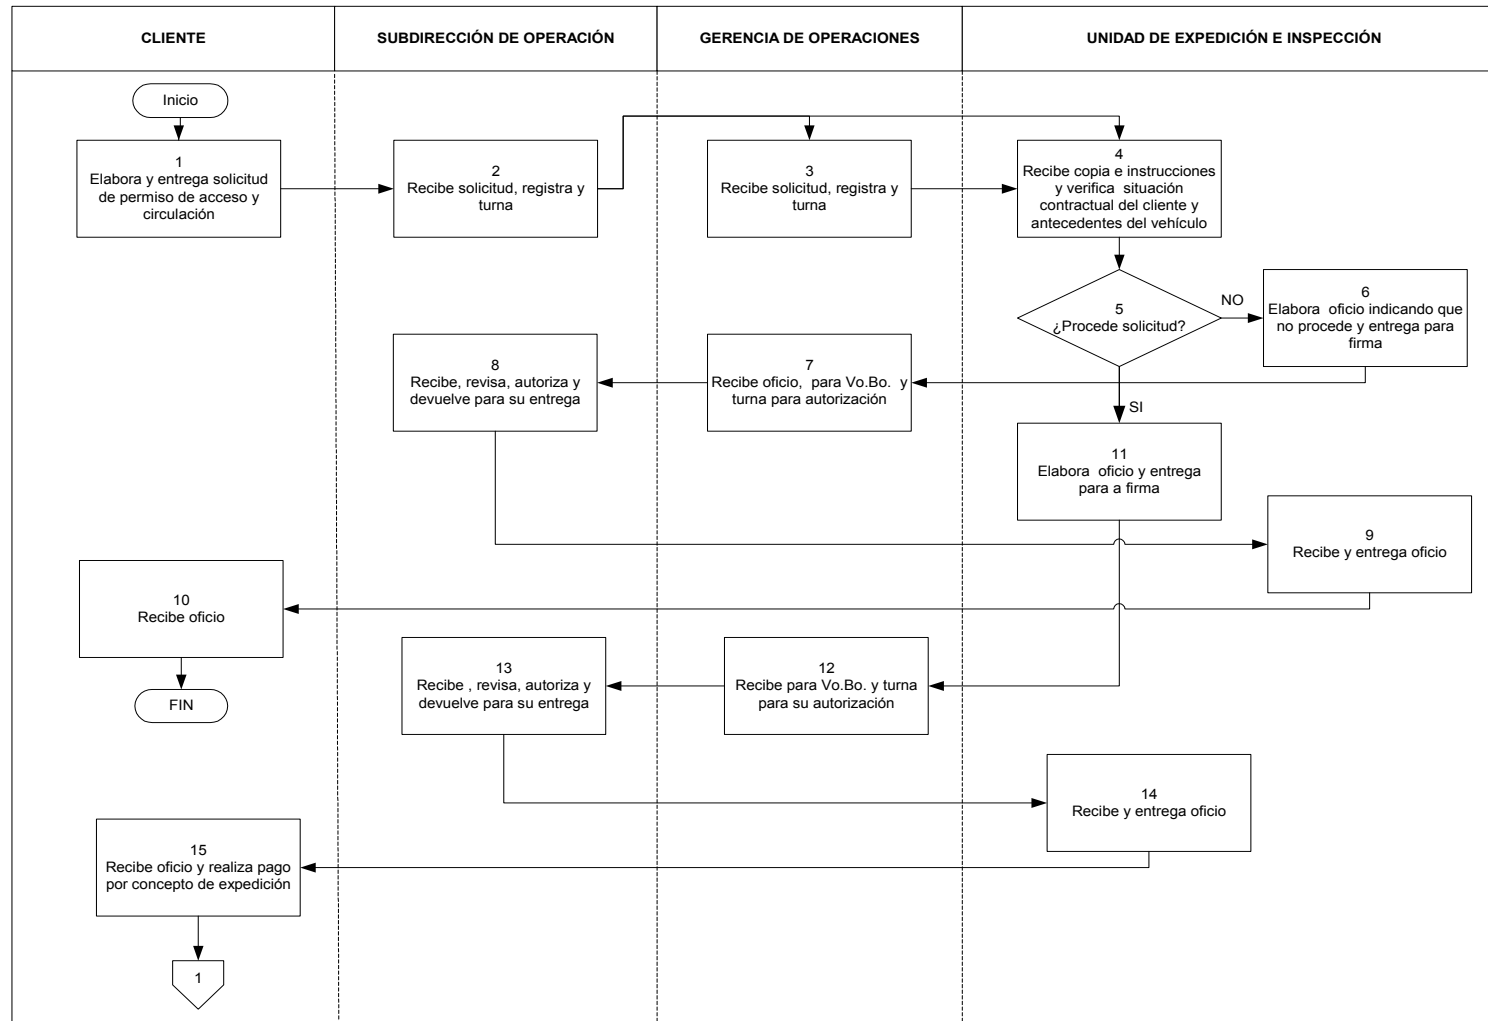 CLIENTE
SUBDIRECCIÓN DE OPERACIÓN
GERENCIA DE OPERACIONES
UNIDAD DE EXPEDICIÓN E INSPECCIÓN
Inicio
1
Elabora y entrega solicitud
de permiso de acceso y
circulación
2
Recibe solicitud, registra y
turna
3
Recibe solicitud, registra y
turna
4
Recibe copia e instrucciones
y verifica situación
contractual del cliente y
antecedentes del vehículo
5
¿Procede solicitud?
NO
6
Elabora oficio indicando que
no procede y entrega para
firma
7
Recibe oficio, para Vo.Bo. y
turna para autorización
8
Recibe, revisa, autoriza y
devuelve para su entrega
SI
11
Elabora oficio y entrega
para a firma
9
Recibe y entrega oficio
10
Recibe oficio
FIN
12
Recibe para Vo.Bo. y turna
para su autorización
13
Recibe , revisa, autoriza y
devuelve para su entrega
14
Recibe y entrega oficio
15
Recibe oficio y realiza pago
por concepto de expedición
1